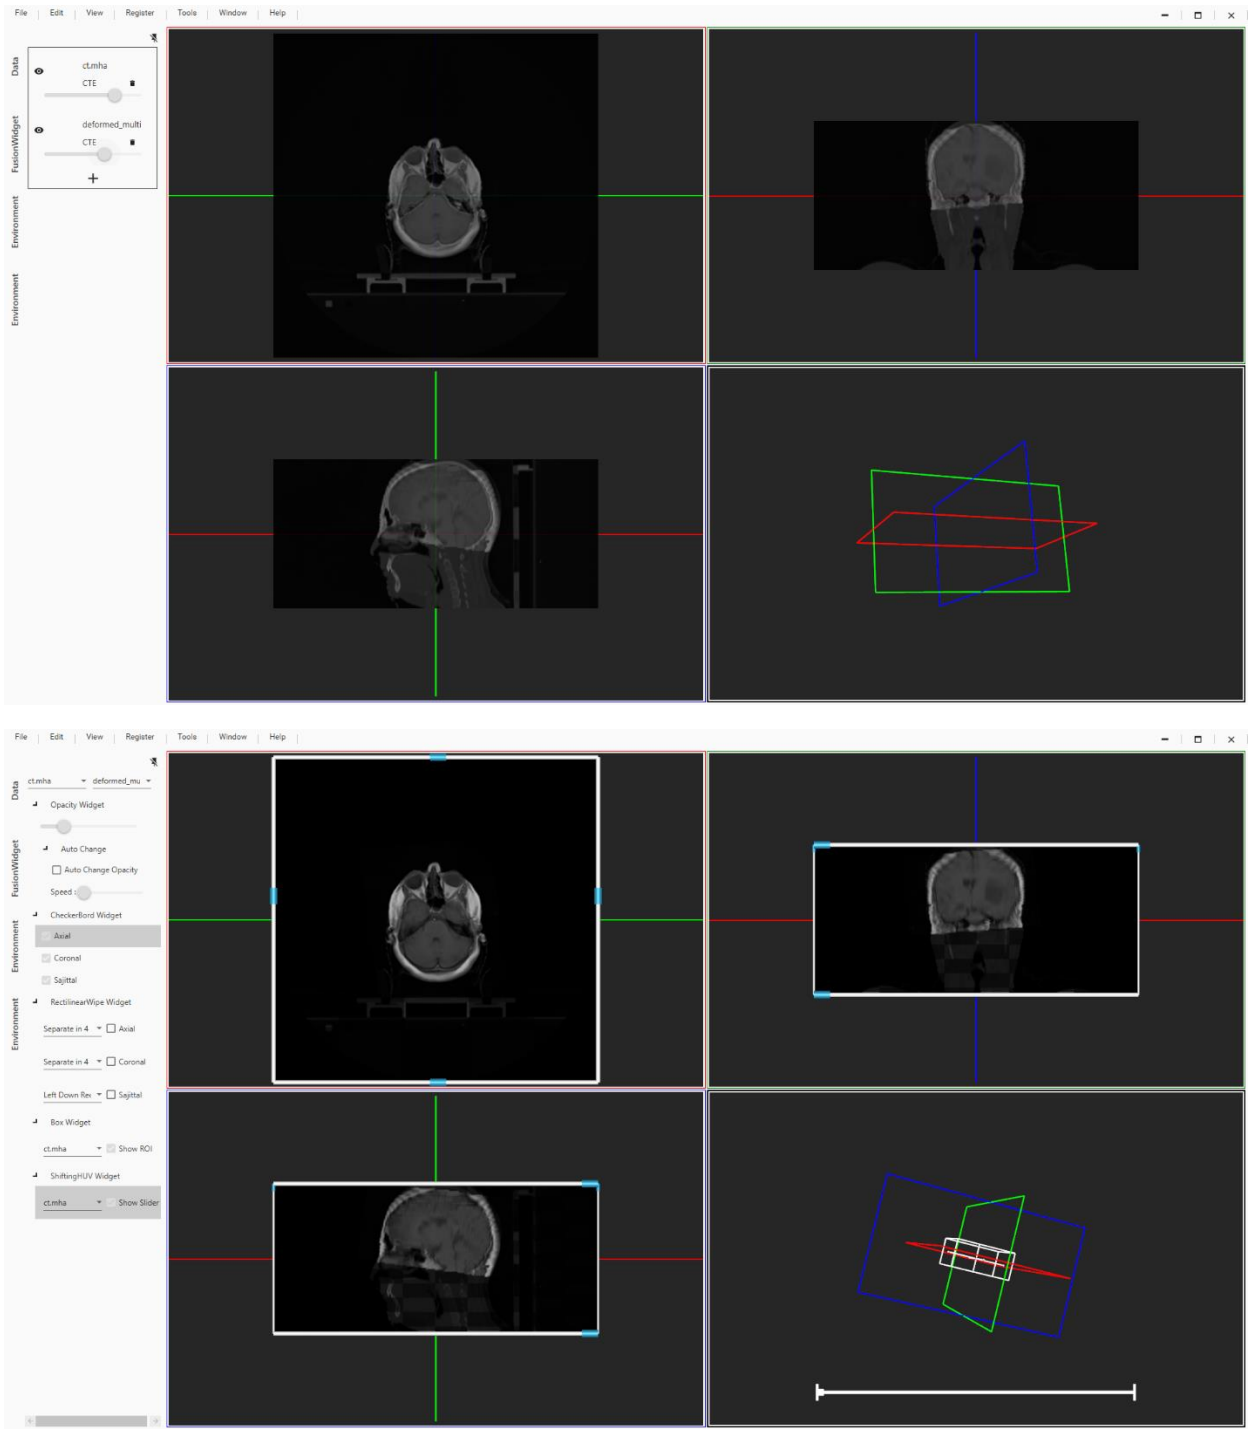 File Edit View Register Tools Window Help
Data
FusionWidget
Environment
Environment
ct.mha
CTE
deformed_multi
CTE
File Edit View Register Tools Window Help
Data
FusionWidget
Environment
Environment
ct.mha deformed_mu
Opacity Widget
Auto Change
Auto Change Opacity
Speed
CheckerBord Widget
Axial
Coronal
Sajittal
RectilinearWipe Widget
Separate in 4 Axial
Separate in 4 Coronal
Left Down Rec Sajittal
Box Widget
ct.mha Show ROI
ShiftingHUV Widget
ct.mha Show Slider